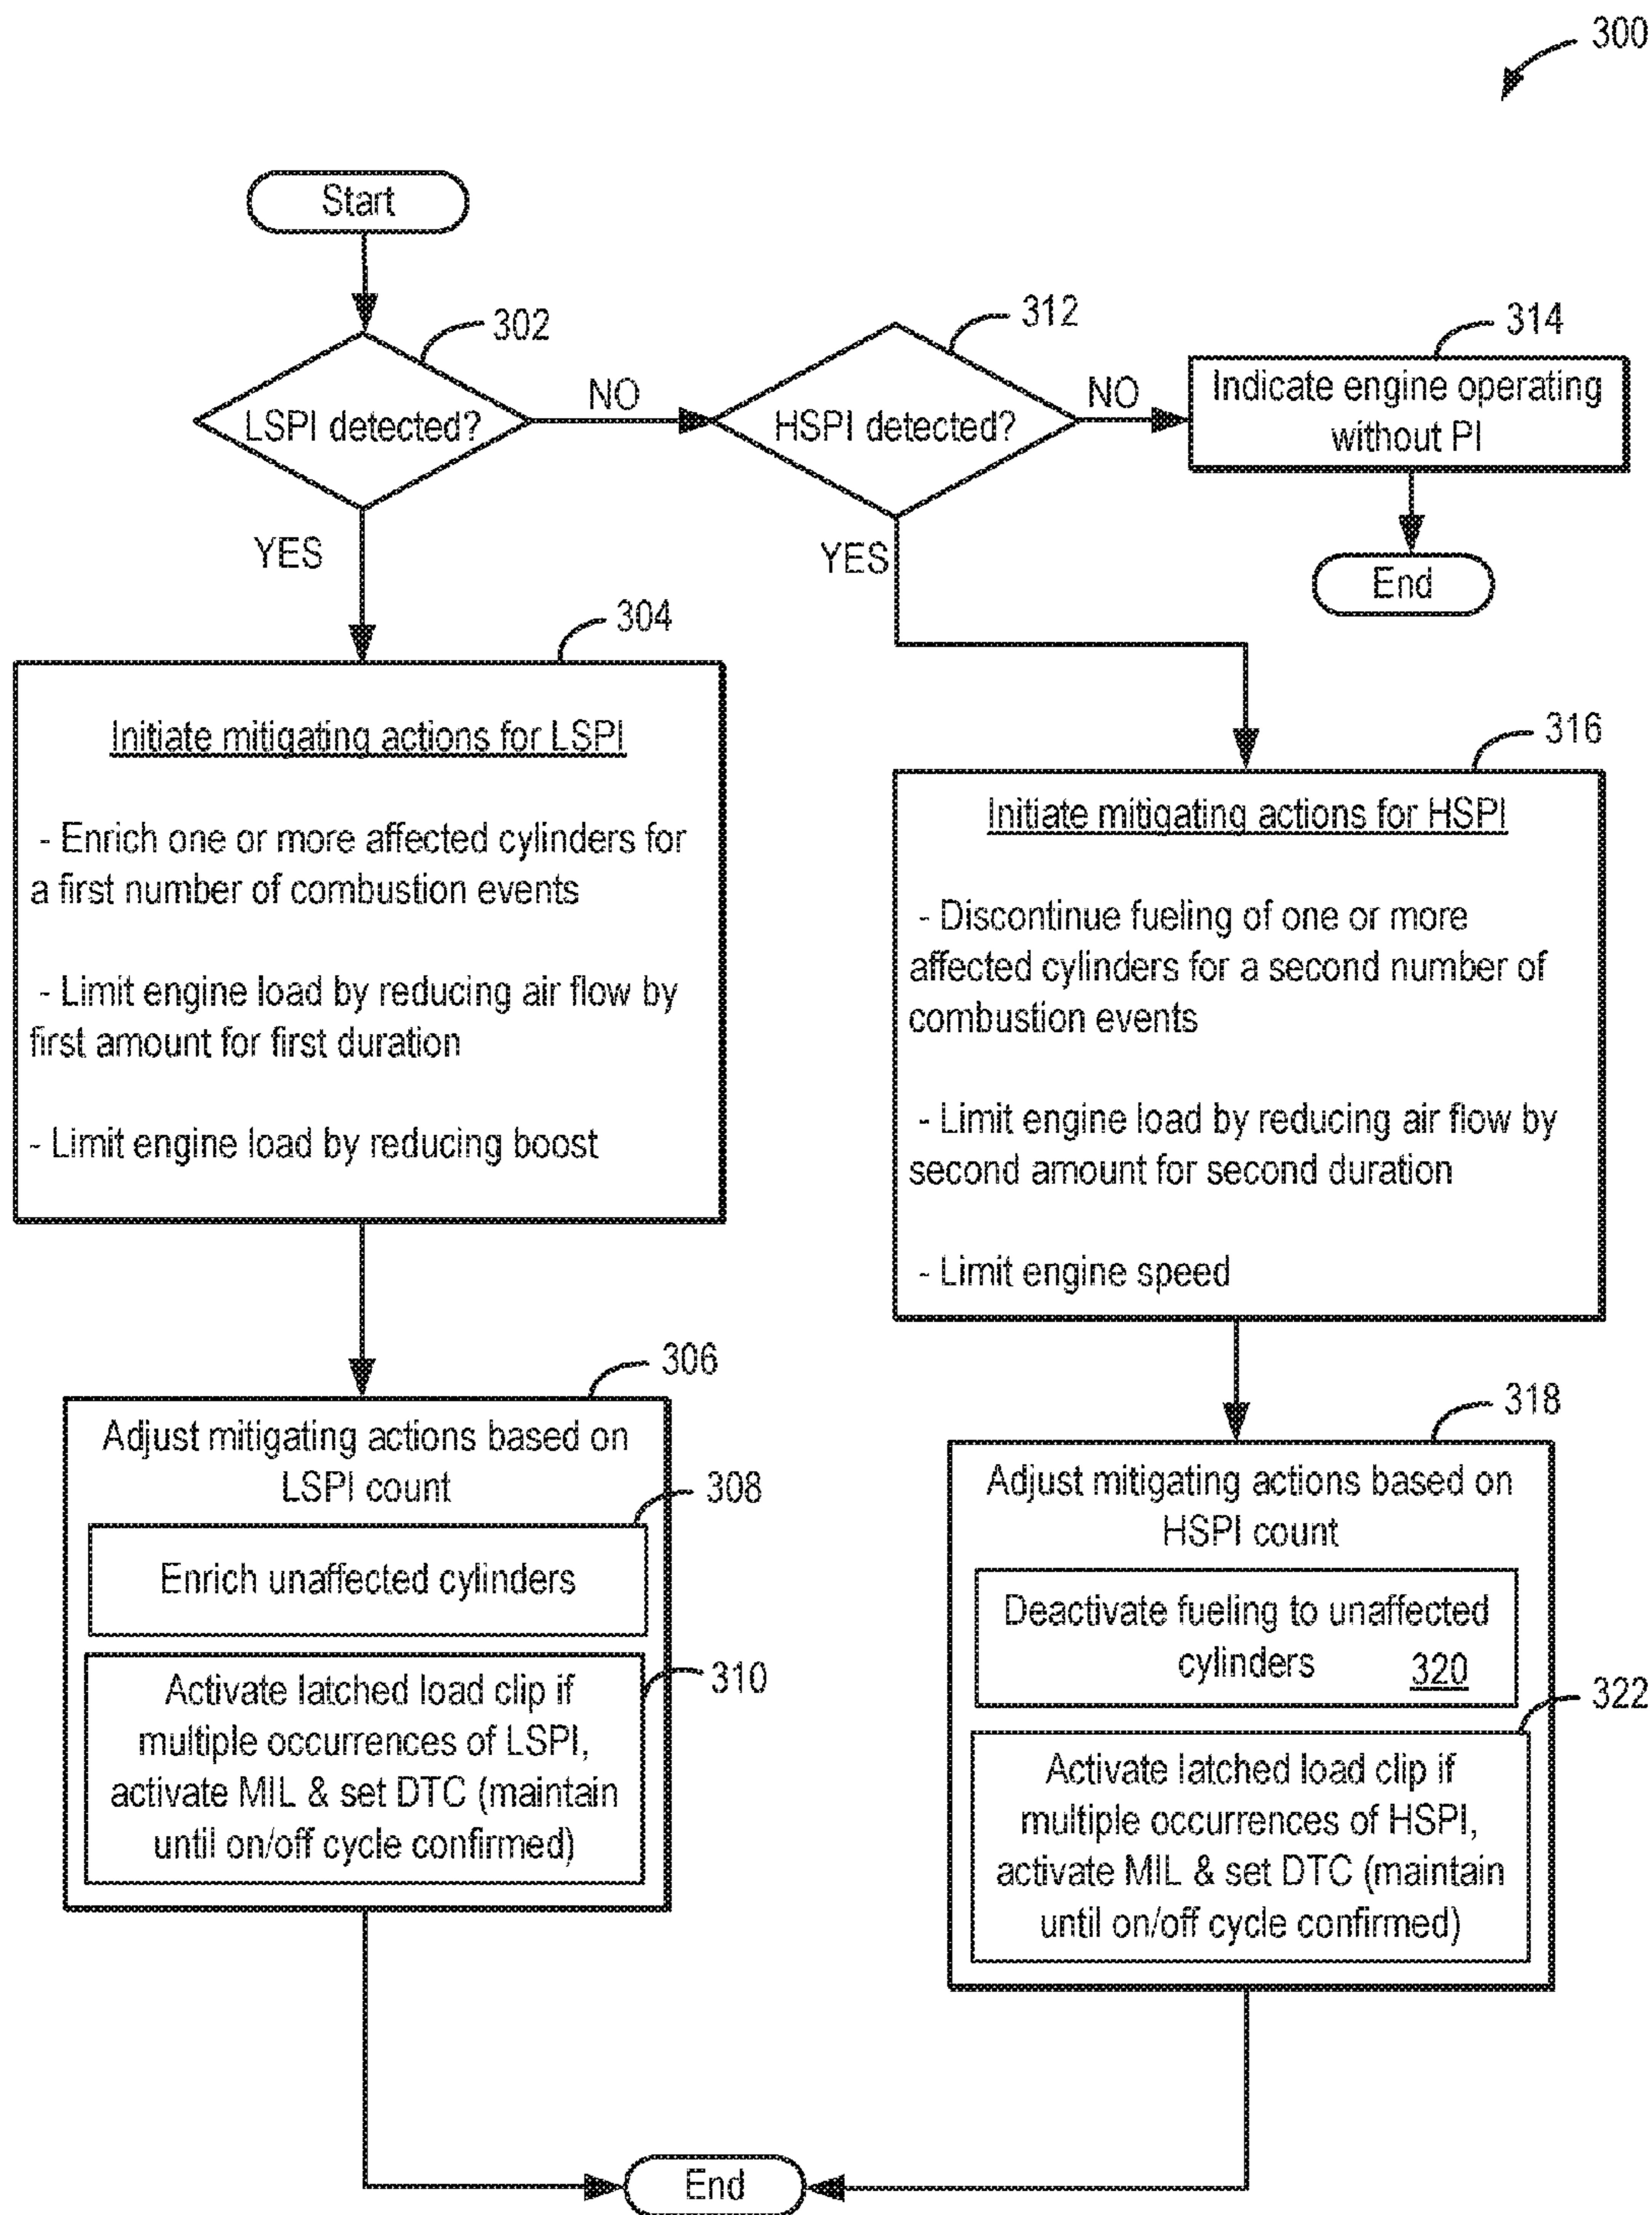 300
Start
302
LSPI detected?
NO
312
HSPI detected?
NO
314
Indicate engine operating
without PI
End
YES
YES
304
Initiate mitigating actions for LSPI
- Enrich one or more affected cylinders for
a first number of combustion events
- Limit engine load by reducing air flow by
first amount for first duration
- Limit engine load by reducing boost
316
Initiate mitigating actions for HSPI
- Discontinue fueling of one or more
affected cylinders for a second number of
combustion events
- Limit engine load by reducing air flow by
second amount for second duration
- Limit engine speed
306
Adjust mitigating actions based on
LSPI count
308
Enrich unaffected cylinders
310
Activate latched load clip if
multiple occurrences of LSPI,
activate MIL & set DTC (maintain
until on/off cycle confirmed)
318
Adjust mitigating actions based on
HSPI count
Deactivate fueling to unaffected
cylinders 320
322
Activate latched load clip if
multiple occurrences of HSPI,
activate MIL & set DTC (maintain
until on/off cycle confirmed)
End